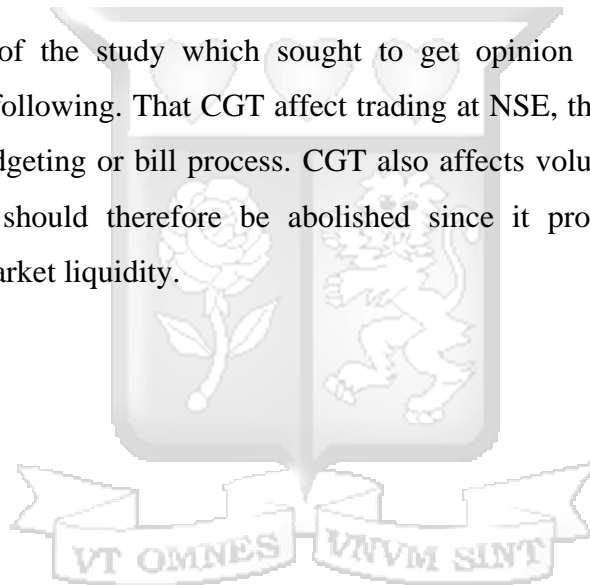 of the study which sought to get opinion
following. That CGT affect trading at NSE, th
dgeting or bill process. CGT also affects volu
should therefore be abolished since it pro
arket liquidity.
VT OMNES VNVM SINT